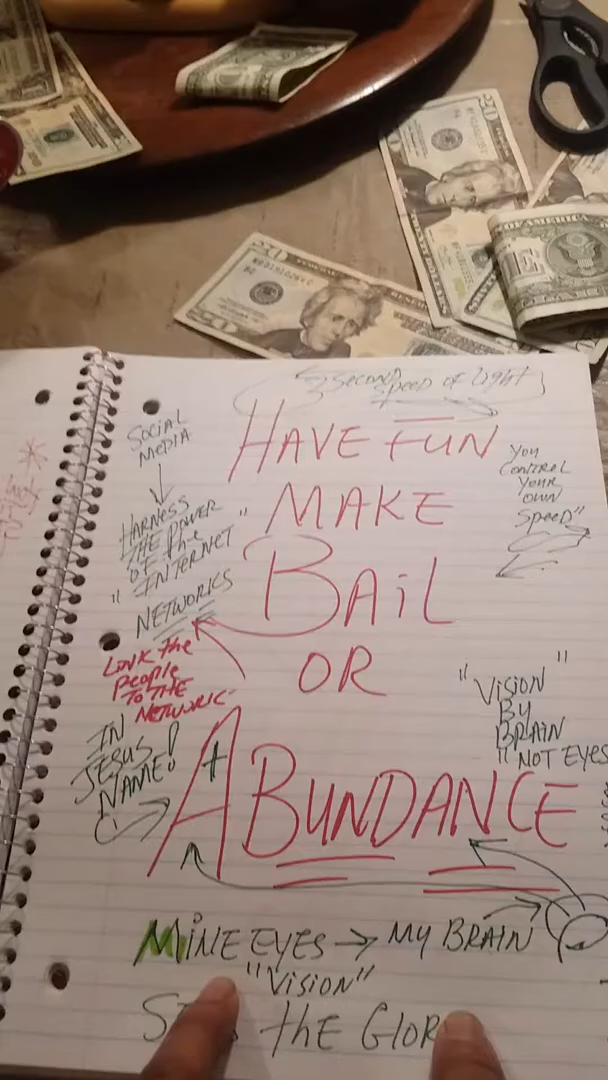 SECOND
SPEED OF LIGHT
HAVE FUN
MAKE
BAIL
OR
ABUNDANCE
SOCIAL
MEDIA
HARNESS
THE POWER
OF the
"INTERNET"
NETWORKS
LINK the
People
TO THE
NETWORK
IN
JESUS
NAME!
YOU
CONTROL
YOUR
OWN
SPEED"
"VISION"
BY
BRAIN
"NOT EYES
MINE EYES → MY BRAIN
"VISION"
the GLOR
20
20